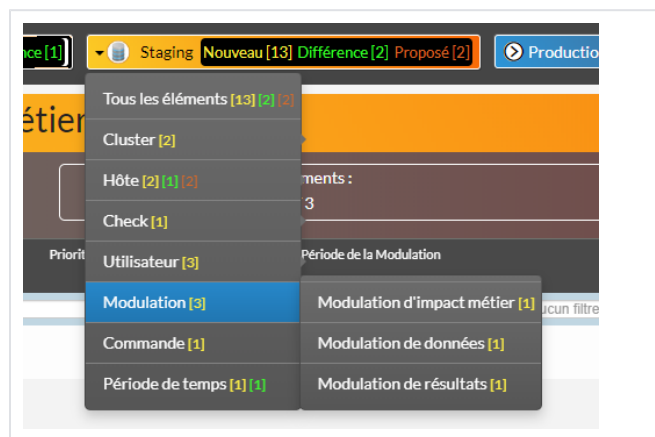 nce [1] Staging Nouveau [13] Différence [2] Proposé [2] Productio
Tous les éléments [13] [2] [2]
étier
Cluster [2]
Hôte [2] [1] [2] ments :
3
Check [1]
Priorit Utilisateur [3] Période de la Modulation
Modulation [3] Modulation d'impact métier [1] ucun filtre
Commande [1] Modulation de données [1]
Période de temps [1] [1] Modulation de résultats [1]